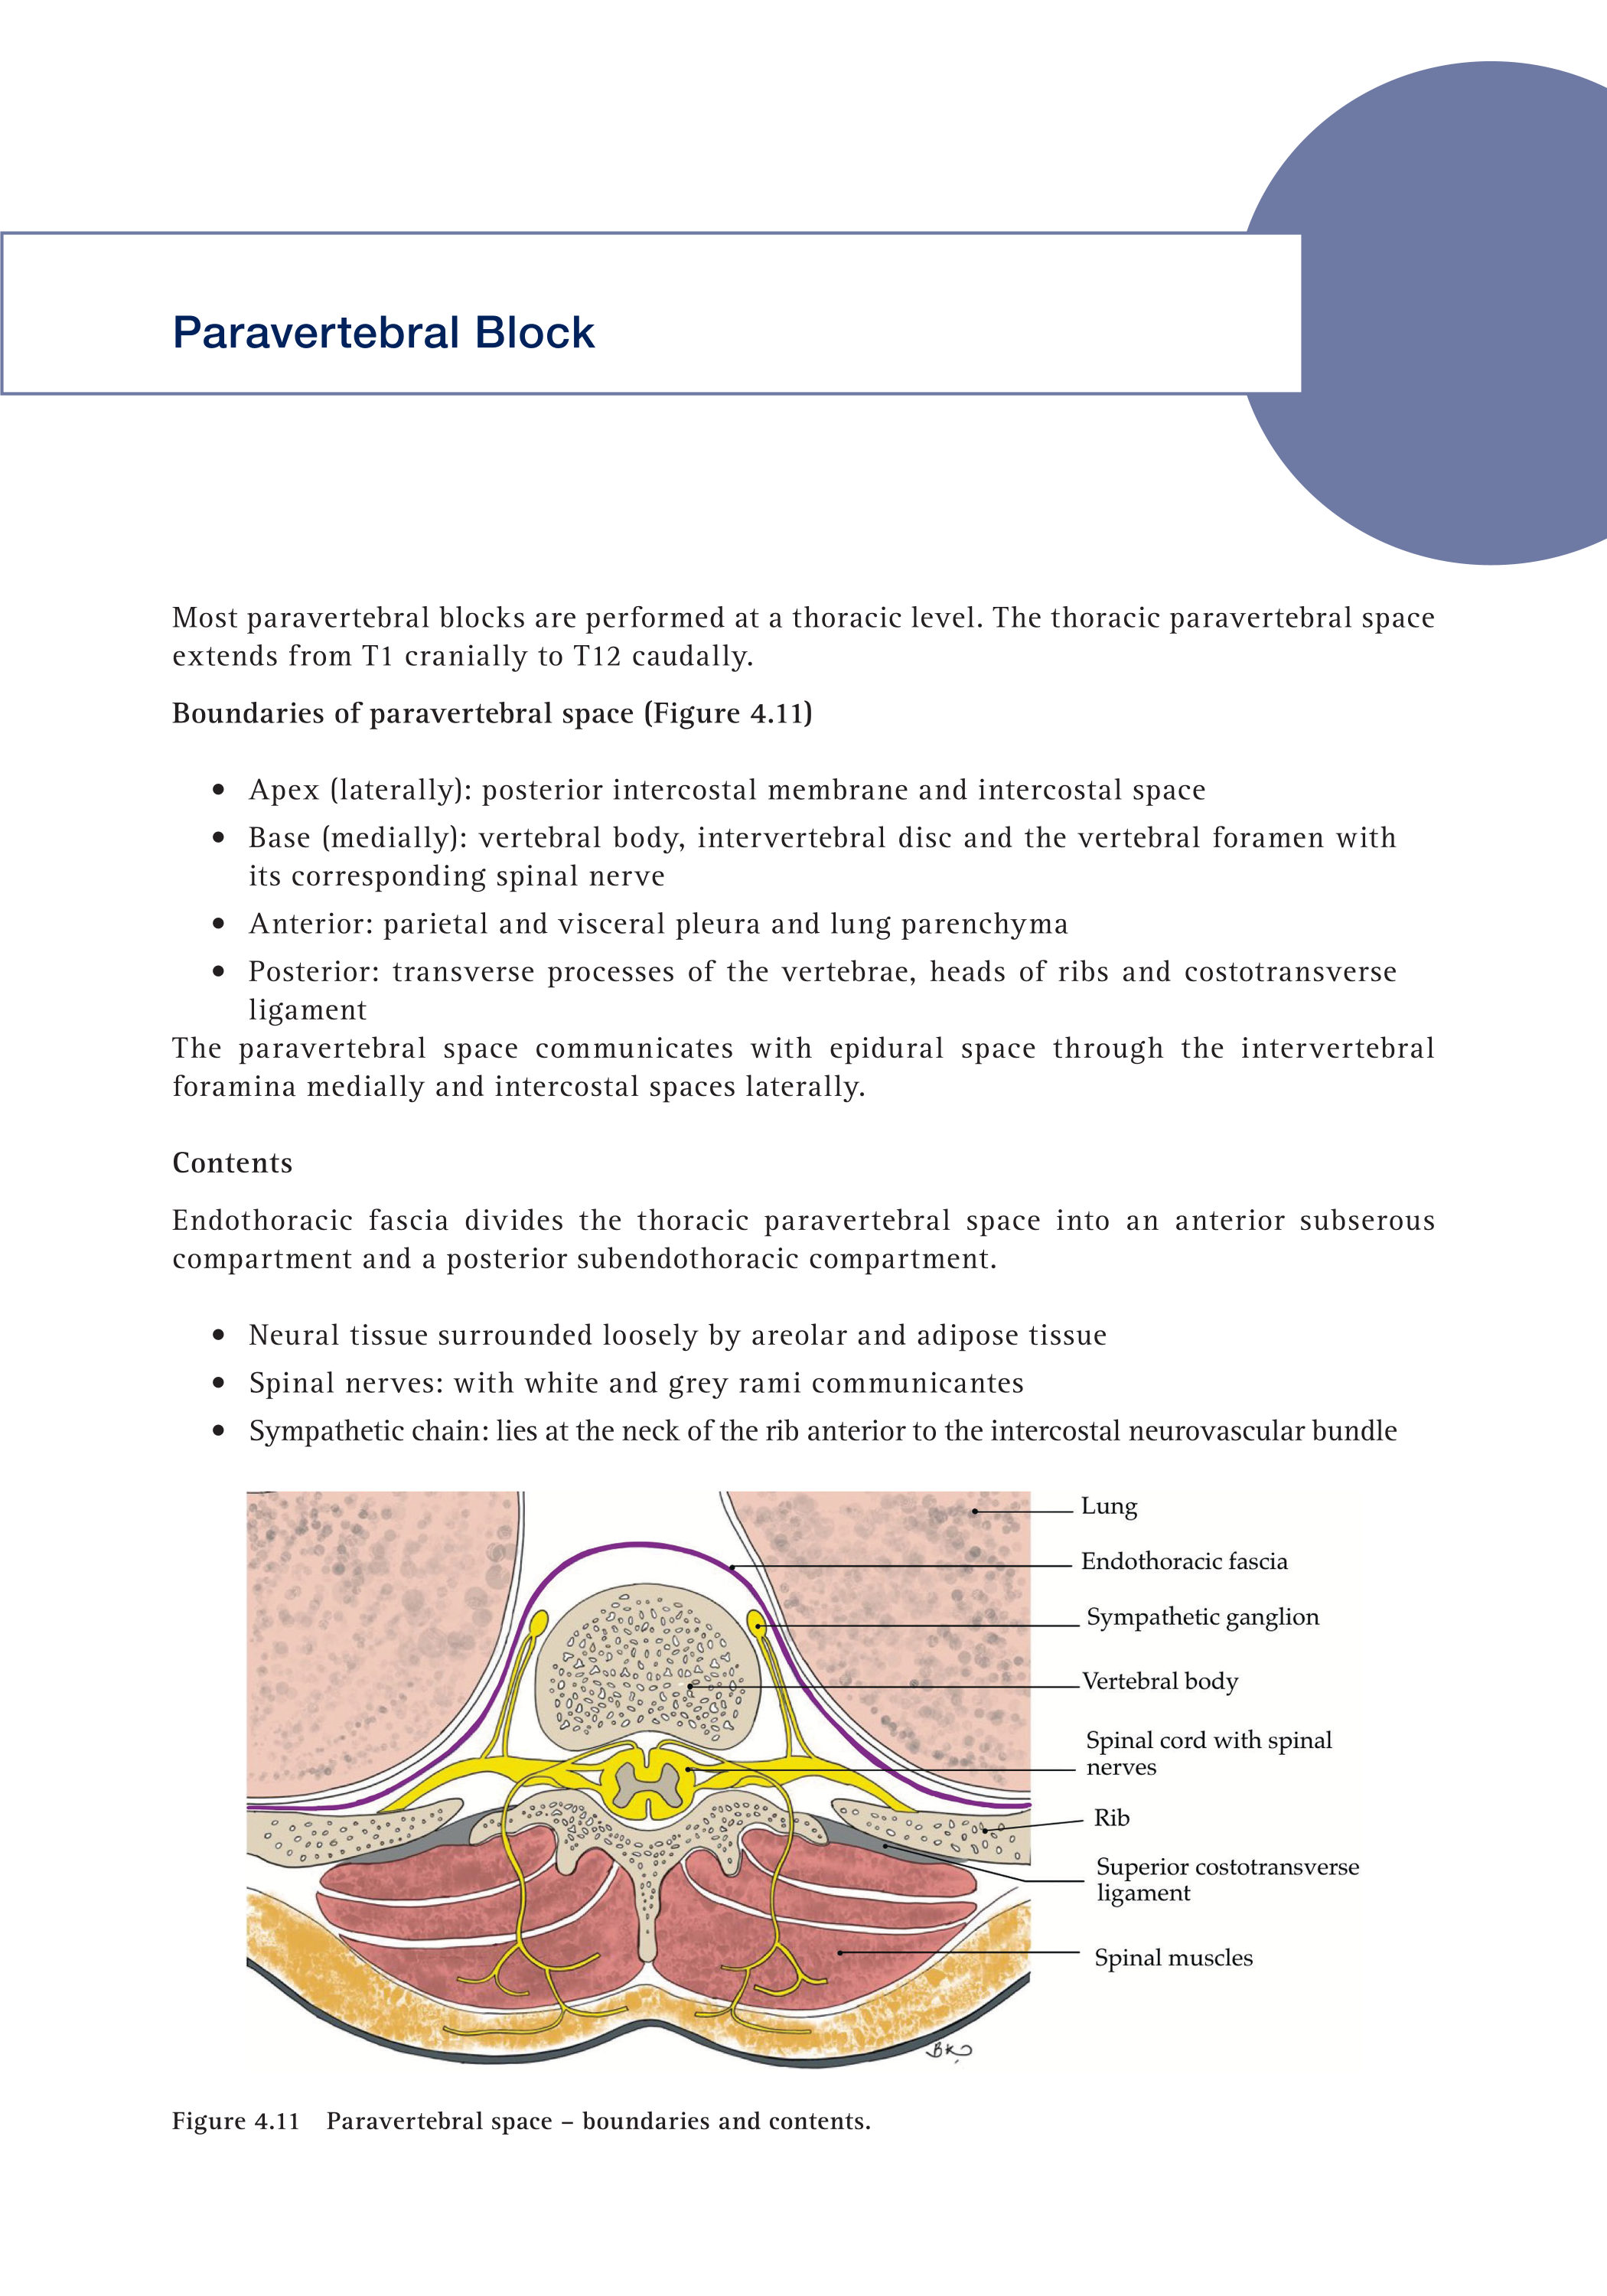 Paravertebral Block
Most paravertebral blocks are performed at a thoracic level. The thoracic paravertebral space
extends from T1 cranially to T12 caudally.
Boundaries of paravertebral space (Figure 4.11)
• Apex (laterally): posterior intercostal membrane and intercostal space
• Base (medially): vertebral body, intervertebral disc and the vertebral foramen with
its corresponding spinal nerve
• Anterior: parietal and visceral pleura and lung parenchyma
• Posterior: transverse processes of the vertebrae, heads of ribs and costotransverse
ligament
The paravertebral space communicates with epidural space through the intervertebral
foramina medially and intercostal spaces laterally.
Contents
Endothoracic fascia divides the thoracic paravertebral space into an anterior subserous
compartment and a posterior subendothoracic compartment.
• Neural tissue surrounded loosely by areolar and adipose tissue
• Spinal nerves: with white and grey rami communicantes
• Sympathetic chain: lies at the neck of the rib anterior to the intercostal neurovascular bundle
Lung
Endothoracic fascia
Sympathetic ganglion
Vertebral body
Spinal cord with spinal
nerves
Rib
Superior costotransverse
ligament
Spinal muscles
Figure 4.11 Paravertebral space – boundaries and contents.